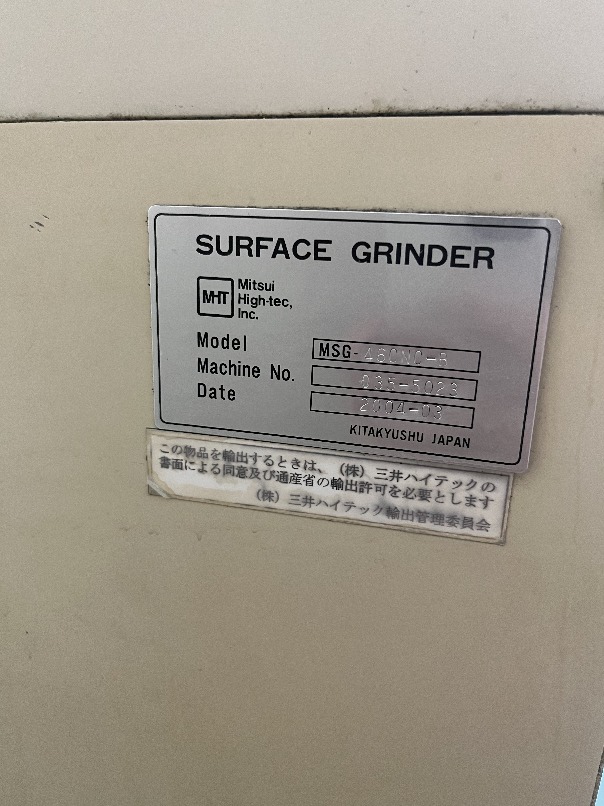 SURFACE GRINDER
MHT
Mitsui
High-tec,
Inc.
Model MSG-
Machine No.
Date 2004-03
KITAKYUSHU JAPAN
この物品を輸出するときは、(株) 三井ハイテックの
書面による同意及び通産省の輸出許可を必要とします
(株) 三井ハイテック輸出管理委員会